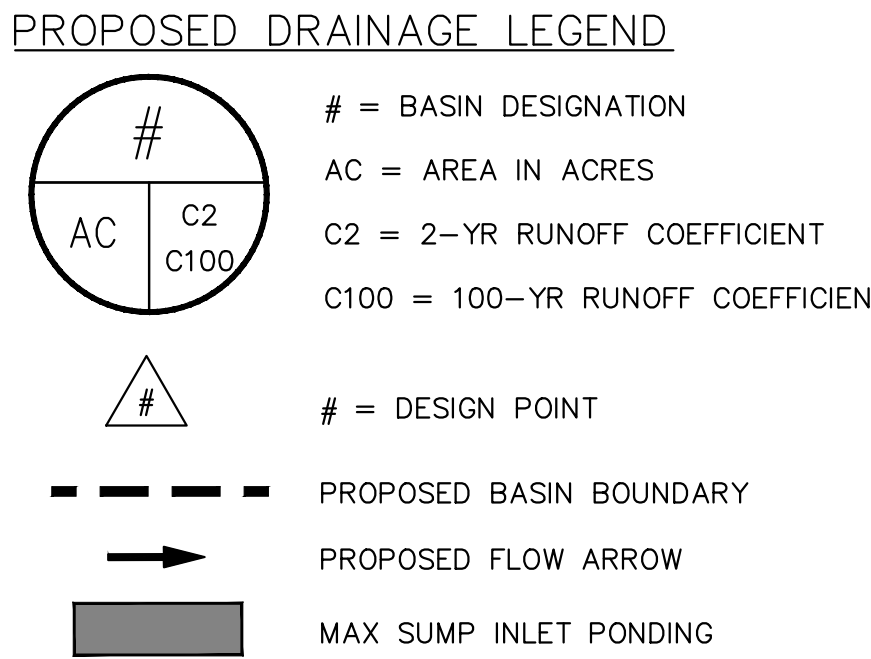 PROPOSED DRAINAGE LEGEND
#
AC
C2
C100
# = BASIN DESIGNATION
AC = AREA IN ACRES
C2 = 2-YR RUNOFF COEFFICIENT
C100 = 100-YR RUNOFF COEFFICIEN
#
# = DESIGN POINT
PROPOSED BASIN BOUNDARY
PROPOSED FLOW ARROW
MAX SUMP INLET PONDING